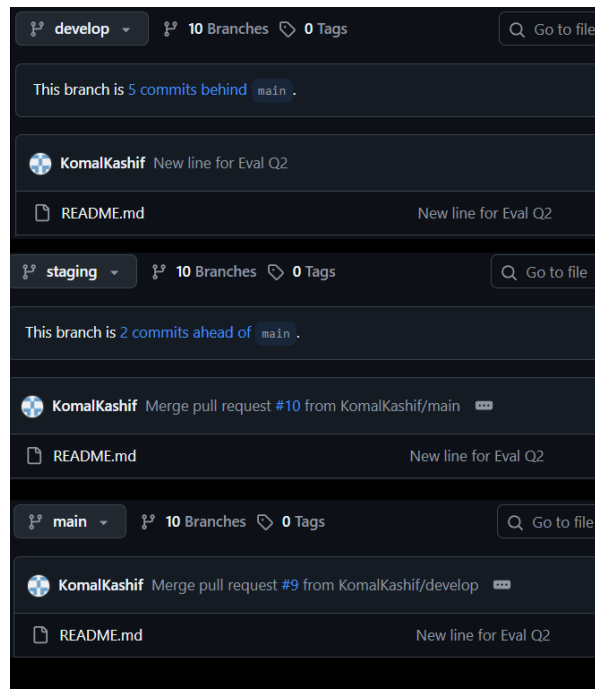 develop 10 Branches 0 Tags Go to file
This branch is 5 commits behind main .
KomalKashif New line for Eval Q2
README.md New line for Eval Q2
staging 10 Branches 0 Tags Go to file
This branch is 2 commits ahead of main .
KomalKashif Merge pull request #10 from KomalKashif/main
README.md New line for Eval Q2
main 10 Branches 0 Tags Go to file
KomalKashif Merge pull request #9 from KomalKashif/develop
README.md New line for Eval Q2